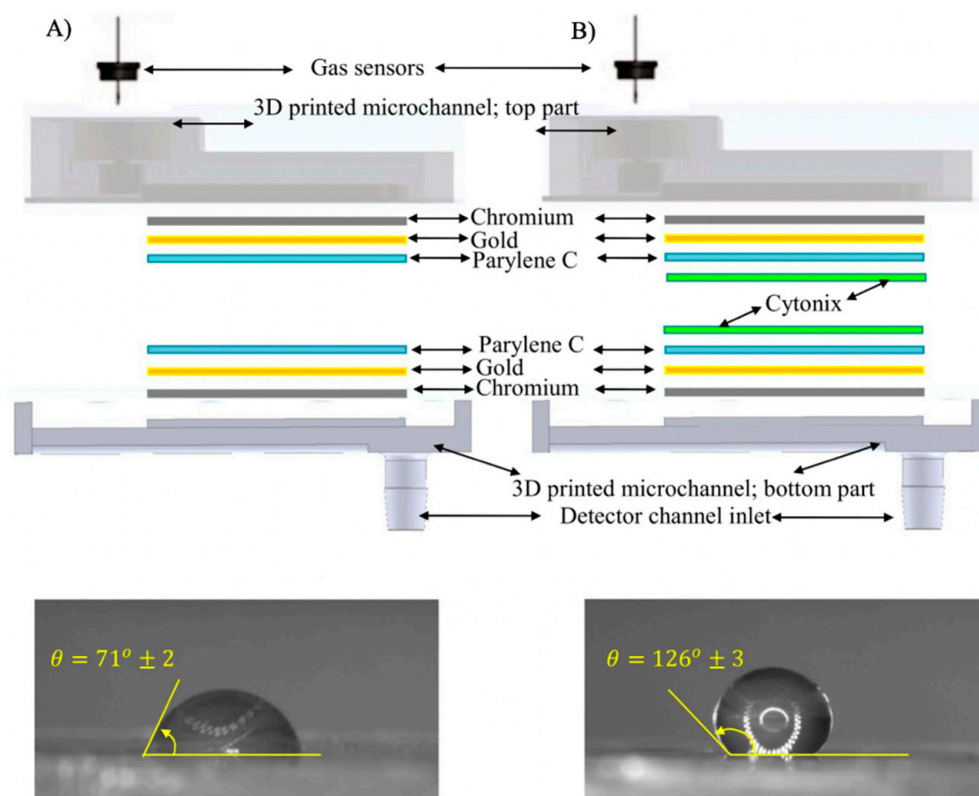 A)
B)
Gas sensors
3D printed microchannel; top part
Chromium
Gold
Parylene C
Cytonix
Parylene C
Gold
Chromium
3D printed microchannel; bottom part
Detector channel inlet
θ = 71° ± 2
θ = 126° ± 3